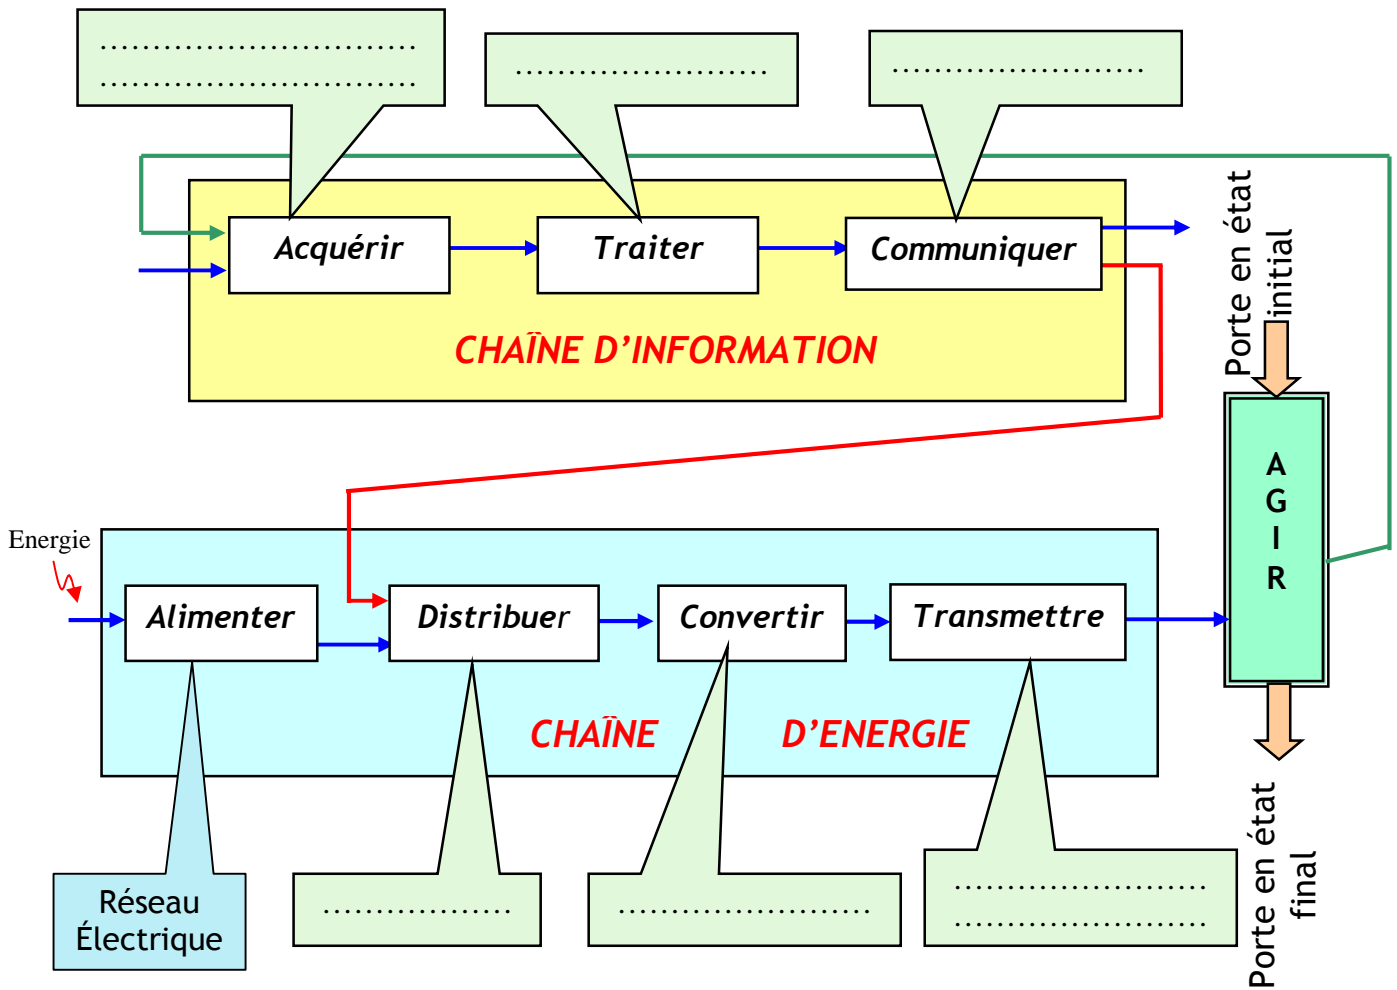 ……………………………
……………………………
……………………
……………………
Acquérir
Traiter
Communiquer
CHAÎNE D’INFORMATION
Porte en état
initial
A
G
I
R
Energie
Alimenter
Distribuer
Convertir
Transmettre
CHAÎNE D’ENERGIE
Réseau
Électrique
………………
……………………
……………………
……………………
Porte en état
final